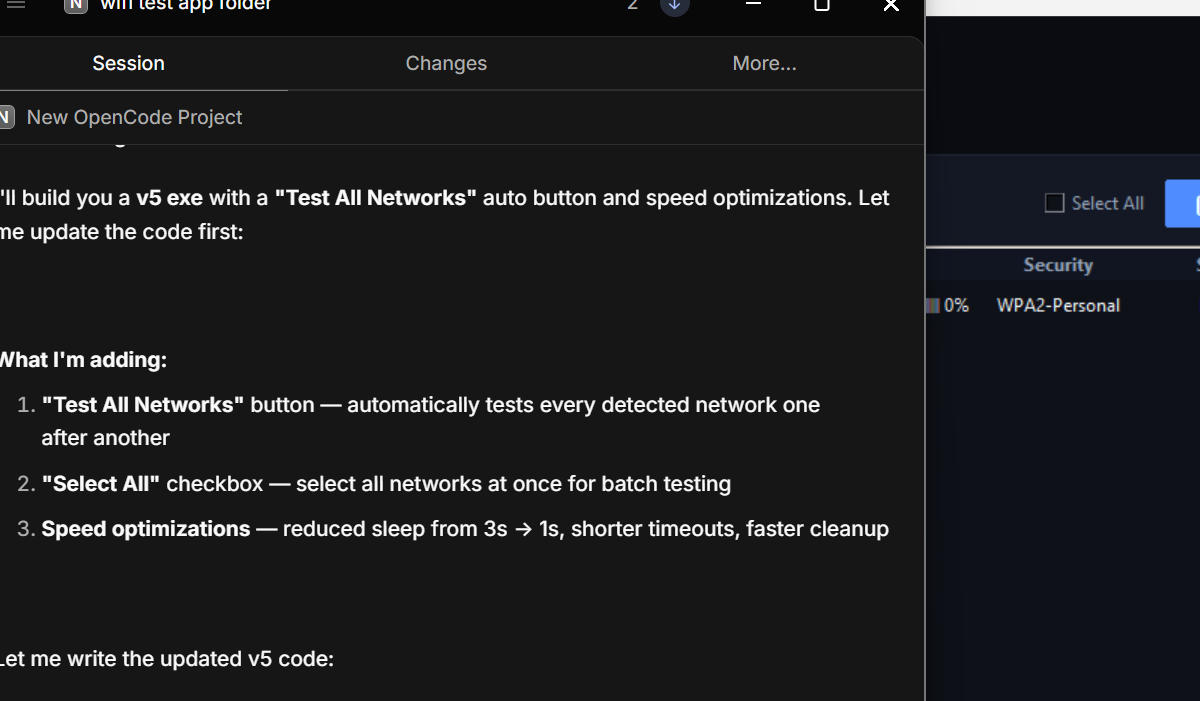 N wifi test app folder
2
Session
Changes
More...
N New OpenCode Project
'll build you a v5 exe with a "Test All Networks" auto button and speed optimizations. Let
me update the code first:
What I'm adding:
1. "Test All Networks" button — automatically tests every detected network one
after another
2. "Select All" checkbox — select all networks at once for batch testing
3. Speed optimizations — reduced sleep from 3s → 1s, shorter timeouts, faster cleanup
Let me write the updated v5 code:
Select All
Security
0%
WPA2-Personal